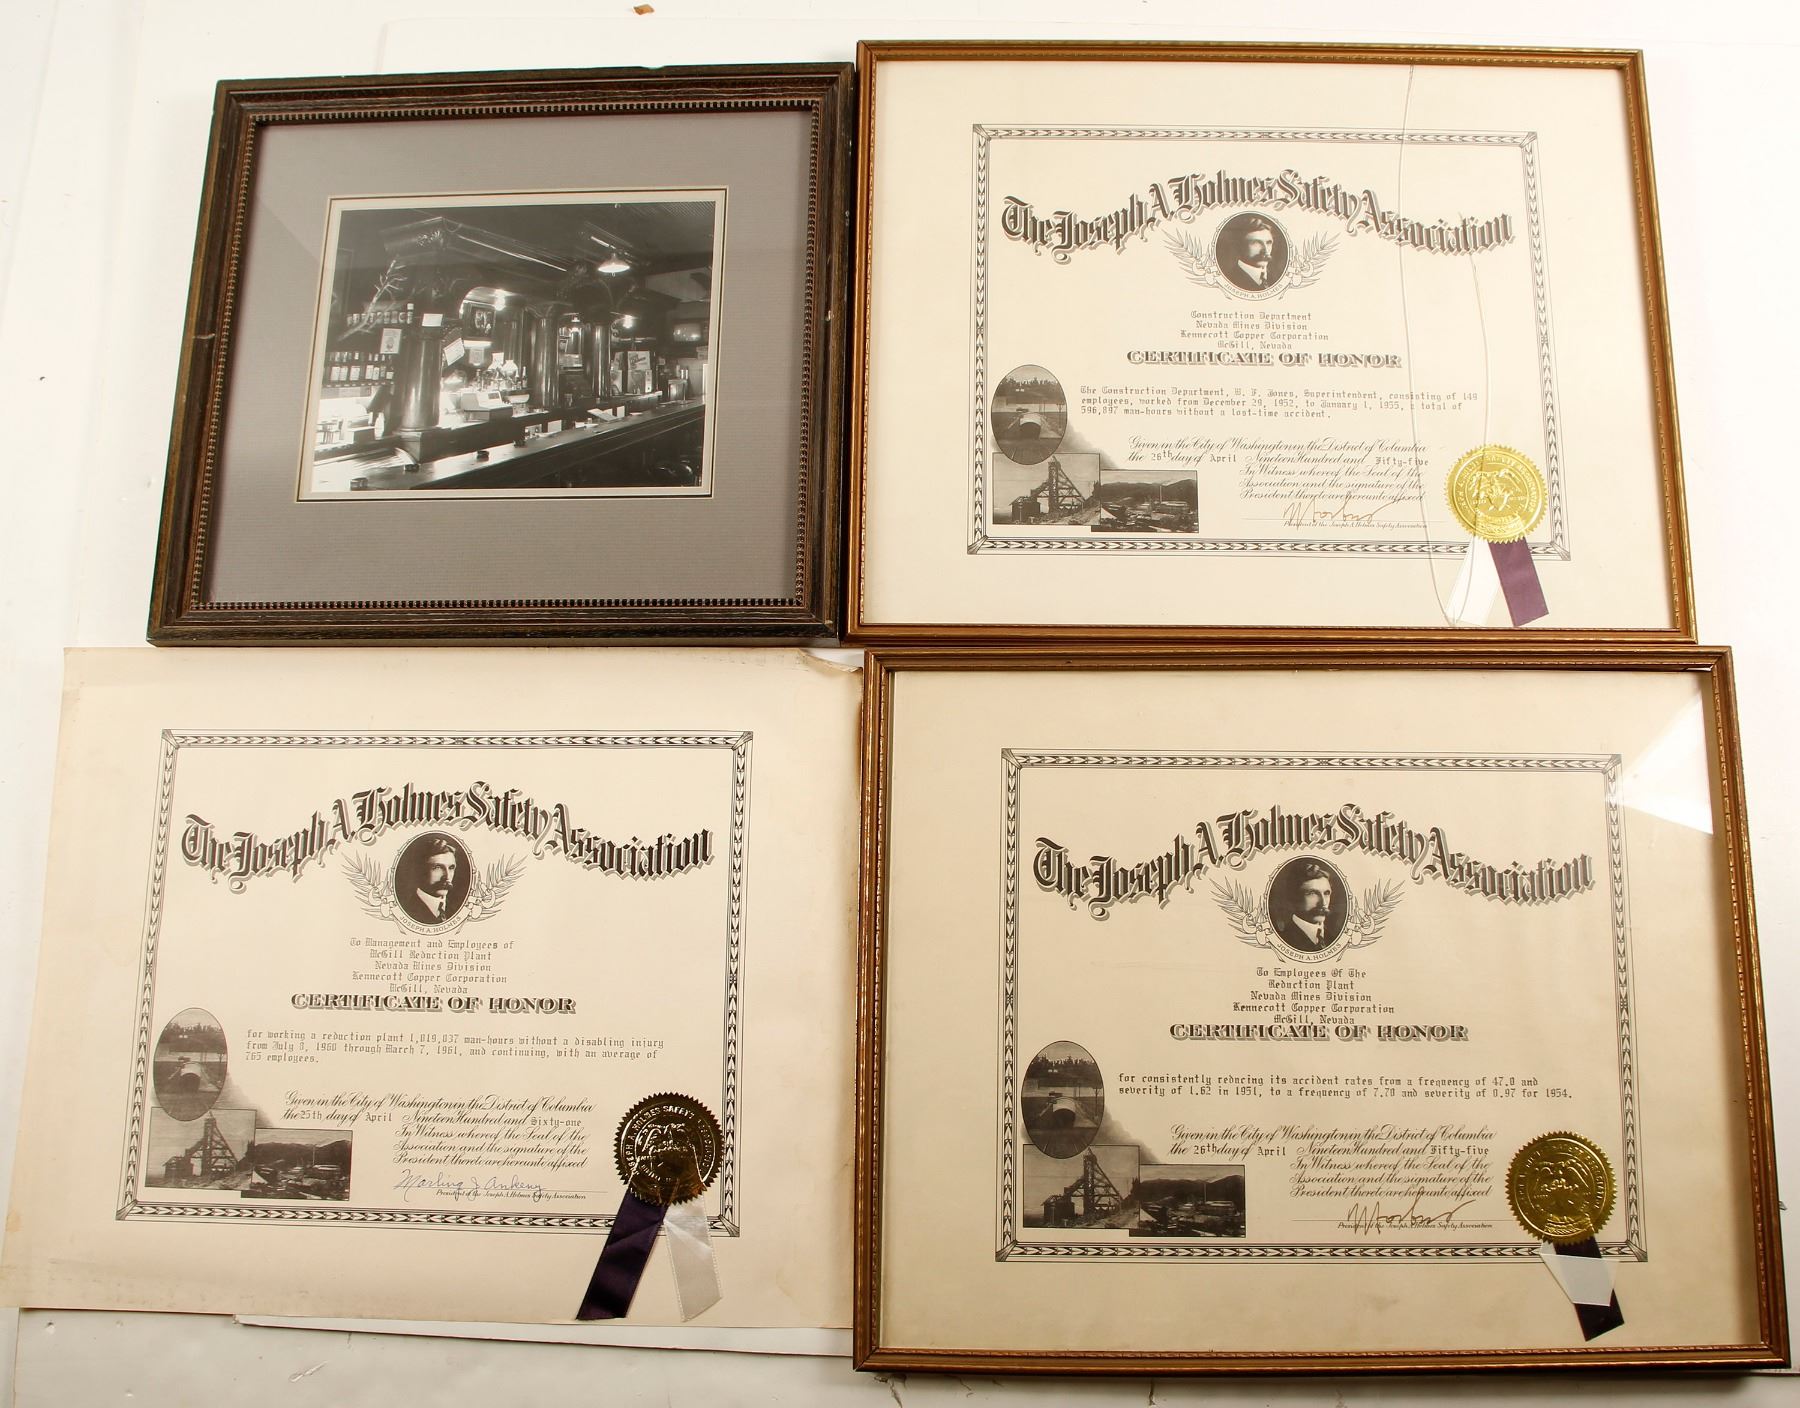 The Joseph A. Holmes Safety Association
JOSEPH A. HOLMES
Construction Department
Nevada Mines Division
Kennecott Copper Corporation
McGill, Nevada
CERTIFICATE OF HONOR
The Construction Department, W. F. Jones, Superintendent, consisting of 149
employees, worked from December 29, 1952, to January 1, 1955, a total of
596,897 man-hours without a lost-time accident.
Given in the City of Washington in the District of Columbia
the 26th day of April Nineteen Hundred and Fifty-five
In Witness whereof the Seal of the
Association and the signature of the
President thereto are hereunto affixed
President of the Joseph A. Holmes Safety Association
The Joseph A. Holmes Safety Association
JOSEPH A. HOLMES
To Management and Employees of
McGill Reduction Plant
Nevada Mines Division
Kennecott Copper Corporation
McGill, Nevada
CERTIFICATE OF HONOR
for working a reduction plant 1,019,037 man-hours without a disabling injury
from July 8, 1960 through March 7, 1961, and continuing, with an average of
765 employees.
Given in the City of Washington in the District of Columbia
the 25th day of April Nineteen Hundred and Sixty-one
In Witness whereof the Seal of the
Association and the signature of the
President thereto are hereunto affixed
Marling J. Ankeny
President of the Joseph A. Holmes Safety Association
JOSEPH A. HOLMES SAFETY ASSOCIATION
The Joseph A. Holmes Safety Association
JOSEPH A. HOLMES
To Employees Of The
Reduction Plant
Nevada Mines Division
Kennecott Copper Corporation
McGill, Nevada
CERTIFICATE OF HONOR
for consistently reducing its accident rates from a frequency of 47.0 and
severity of 1.62 in 1951, to a frequency of 7.70 and severity of 0.97 for 1954.
Given in the City of Washington in the District of Columbia
the 26th day of April Nineteen Hundred and Fifty-five
In Witness whereof the Seal of the
Association and the signature of the
President thereto are hereunto affixed
President of the Joseph A. Holmes Safety Association